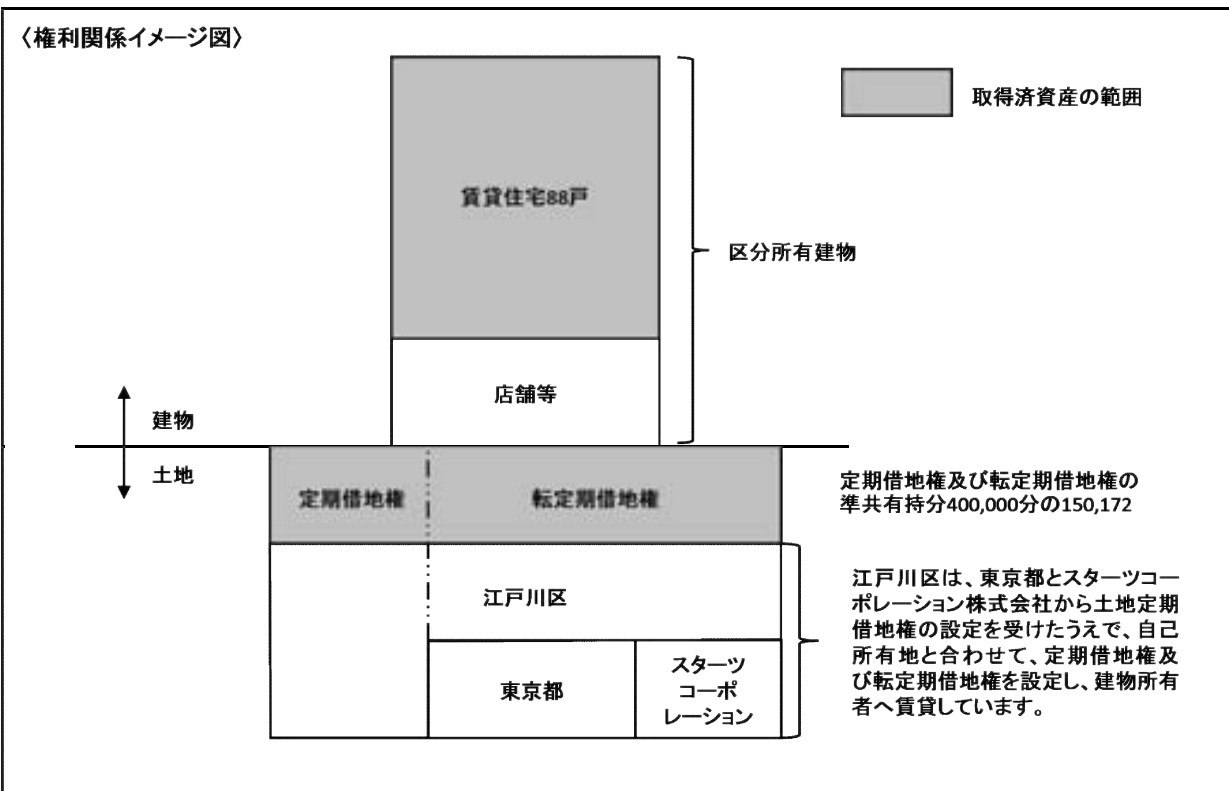 〈権利関係イメージ図〉
取得済資産の範囲
賃貸住宅88戸
区分所有建物
店舗等
建物
土地
定期借地権
転定期借地権
定期借地権及び転定期借地権の
準共有持分400,000分の150,172
江戸川区
東京都
スターツ
コーポ
レーション
江戸川区は、東京都とスターツコー
ポレーション株式会社から土地定期
借地権の設定を受けたうえで、自己
所有地と合わせて、定期借地権及
び転定期借地権を設定し、建物所有
者へ賃貸しています。